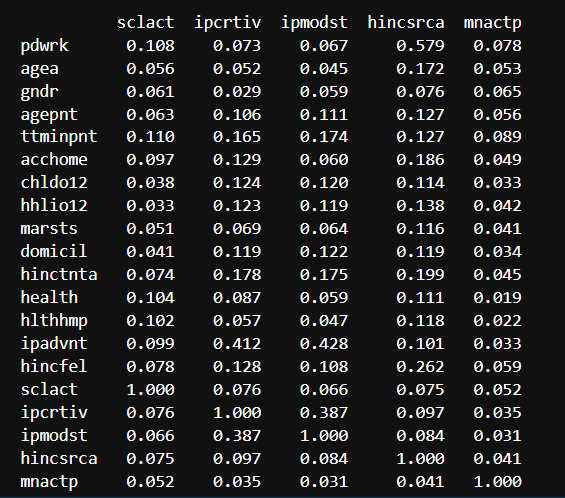 sclact ipcrtiv ipmodst hincsrca mnactp
pdwrk 0.108 0.073 0.067 0.579 0.078
agea 0.056 0.052 0.045 0.172 0.053
gndr 0.061 0.029 0.059 0.076 0.065
agepnt 0.063 0.106 0.111 0.127 0.056
ttminpnt 0.110 0.165 0.174 0.127 0.089
acchome 0.097 0.129 0.060 0.186 0.049
chldo12 0.038 0.124 0.120 0.114 0.033
hhlio12 0.033 0.123 0.119 0.138 0.042
marsts 0.051 0.069 0.064 0.116 0.041
domicil 0.041 0.119 0.122 0.119 0.034
hinctnta 0.074 0.178 0.175 0.199 0.045
health 0.104 0.087 0.059 0.111 0.019
hlthhmp 0.102 0.057 0.047 0.118 0.022
ipadvnt 0.099 0.412 0.428 0.101 0.033
hincfel 0.078 0.128 0.108 0.262 0.059
sclact 1.000 0.076 0.066 0.075 0.052
ipcrtiv 0.076 1.000 0.387 0.097 0.035
ipmodst 0.066 0.387 1.000 0.084 0.031
hincsrca 0.075 0.097 0.084 1.000 0.041
mnactp 0.052 0.035 0.031 0.041 1.000